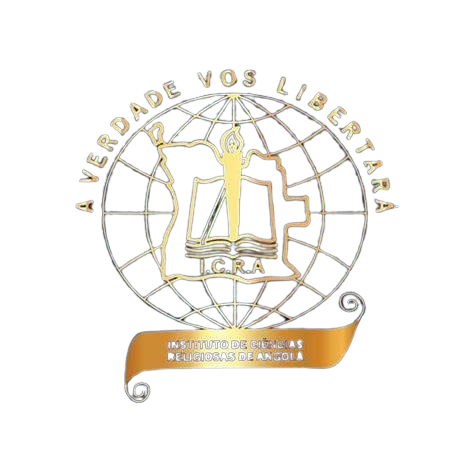 A VERDADE VOS LIBERTARÁ
I.C.R.A
INSTITUTO DE CIÊNCIAS
RELIGIOSAS DE ANGOLA